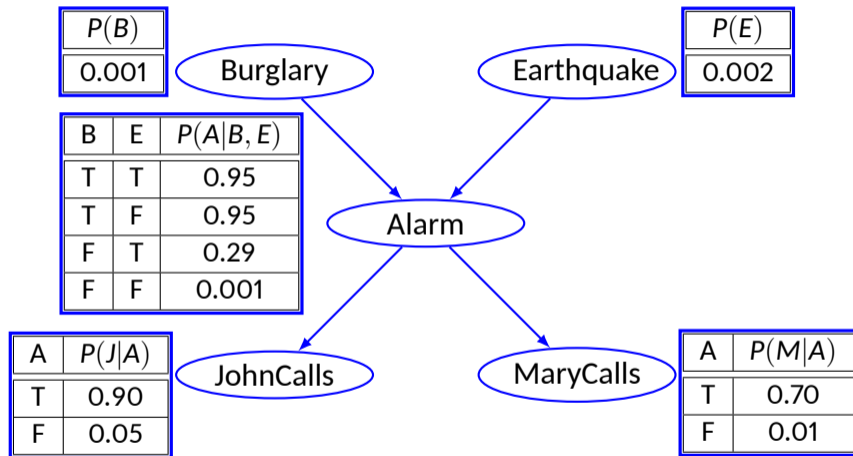 P(B)
0.001
Burglary
Earthquake
P(E)
0.002
B E P(A|B, E)
T T 0.95
T F 0.95
F T 0.29
F F 0.001
Alarm
A P(J|A)
T 0.90
F 0.05
JohnCalls
MaryCalls
A P(M|A)
T 0.70
F 0.01